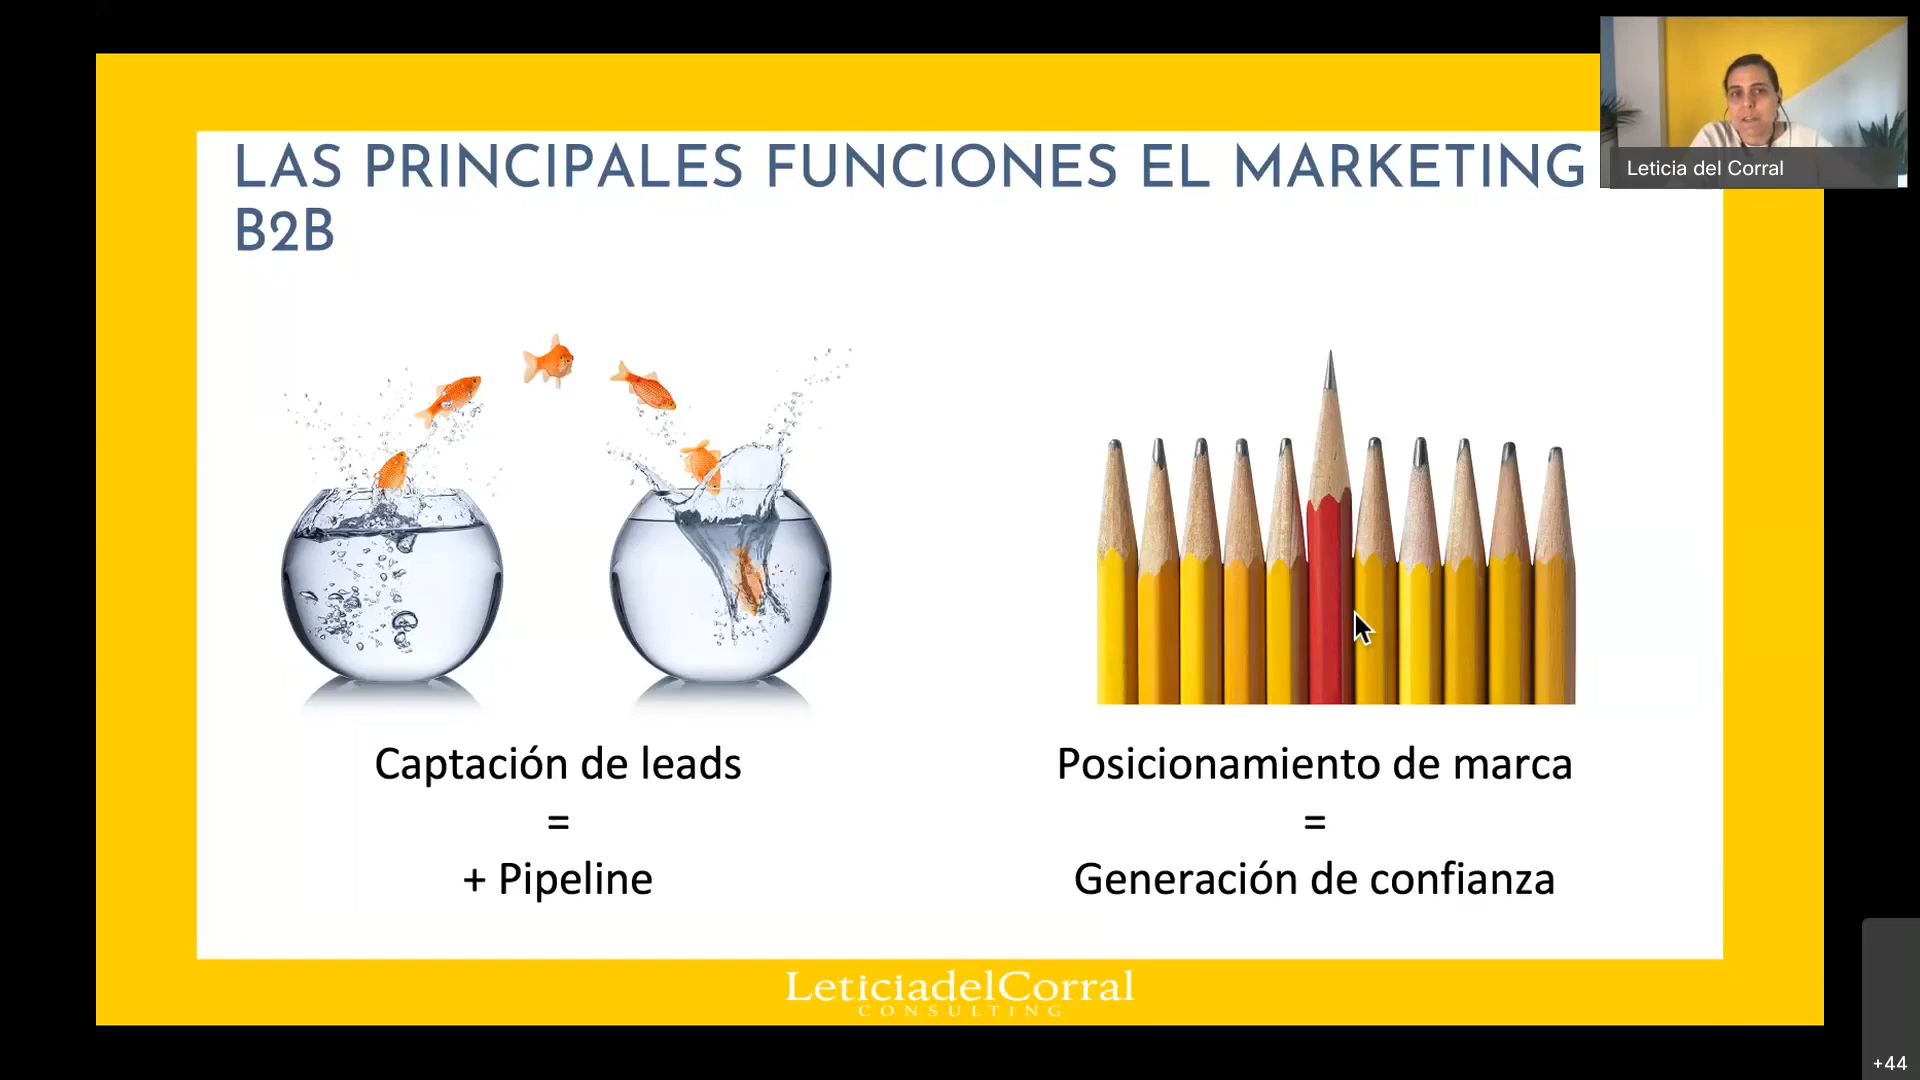 LAS PRINCIPALES FUNCIONES EL MARKETING
B2B
Leticia del Corral
Captación de leads
=
+ Pipeline
Posicionamiento de marca
=
Generación de confianza
LeticiadelCorral
CONSULTING
+44